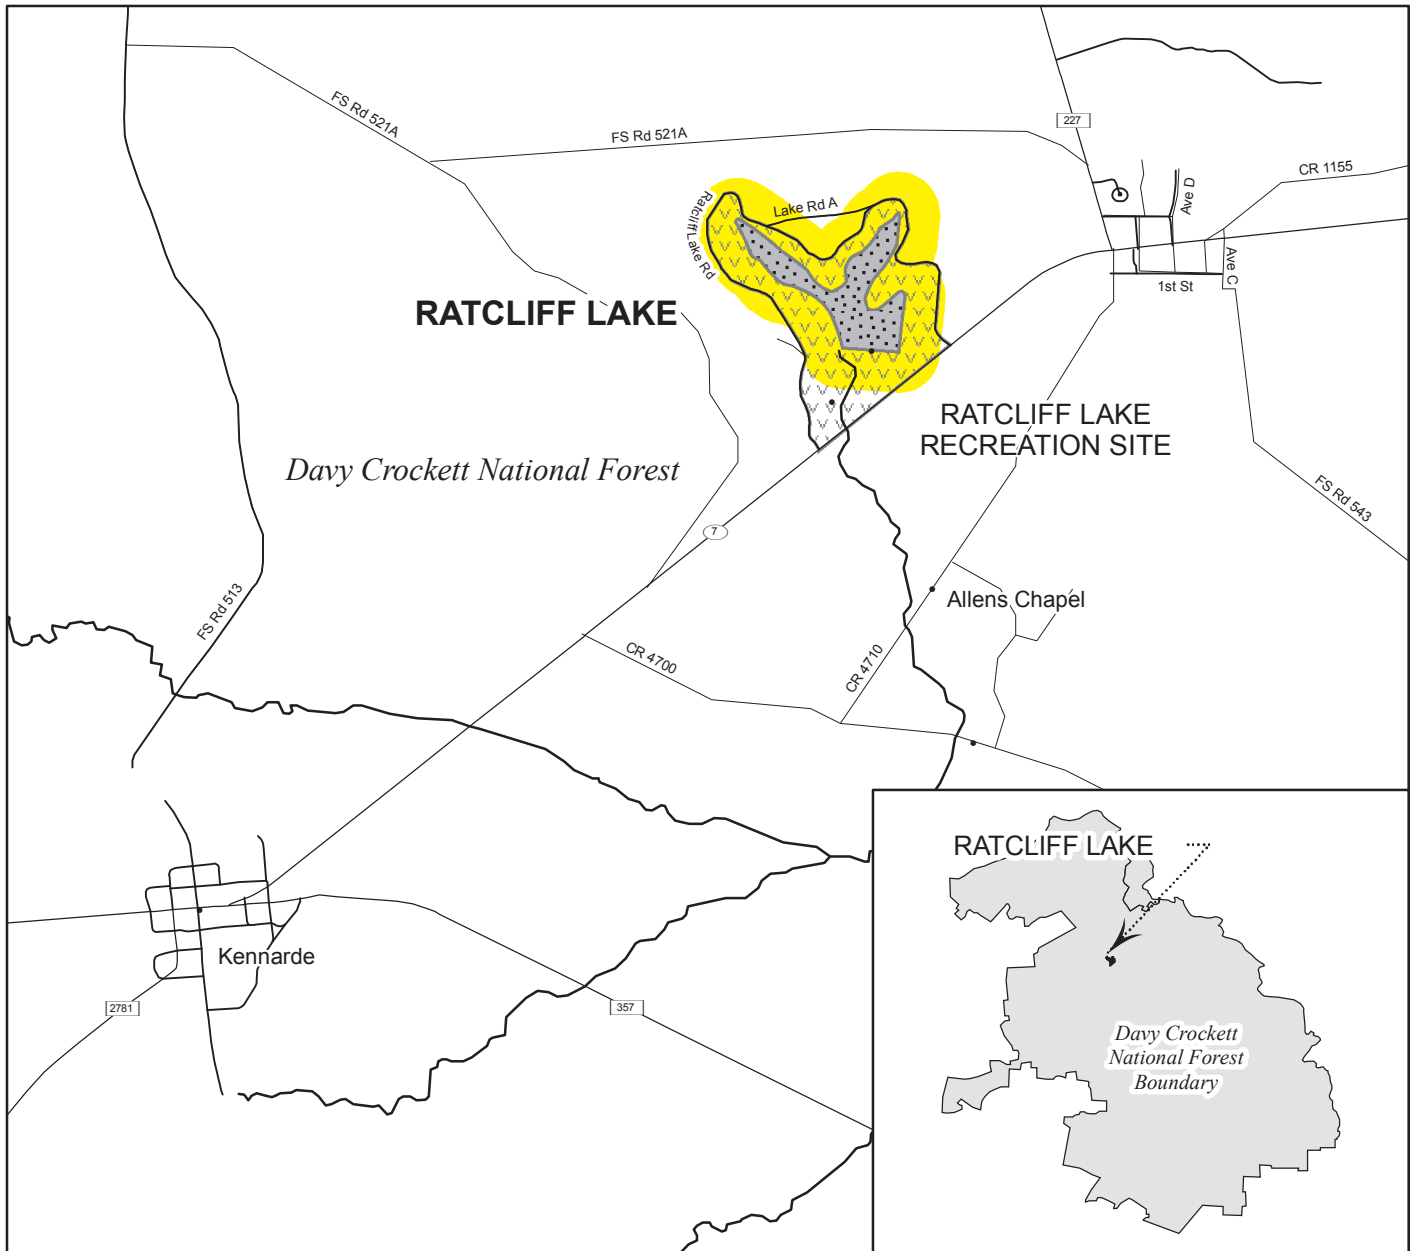 FS Rd 521A
FS Rd 521A
227
CR 1155
Ave D
Lake Rd A
Ratcliff Lake Rd
Ave C
1st St
RATCLIFF LAKE
RATCLIFF LAKE
RECREATION SITE
Davy Crockett National Forest
FS Rd 543
7
FS Rd 513
Allens Chapel
CR 4700
CR 4710
Kennarde
2781
357
RATCLIFF LAKE
Davy Crockett
National Forest
Boundary